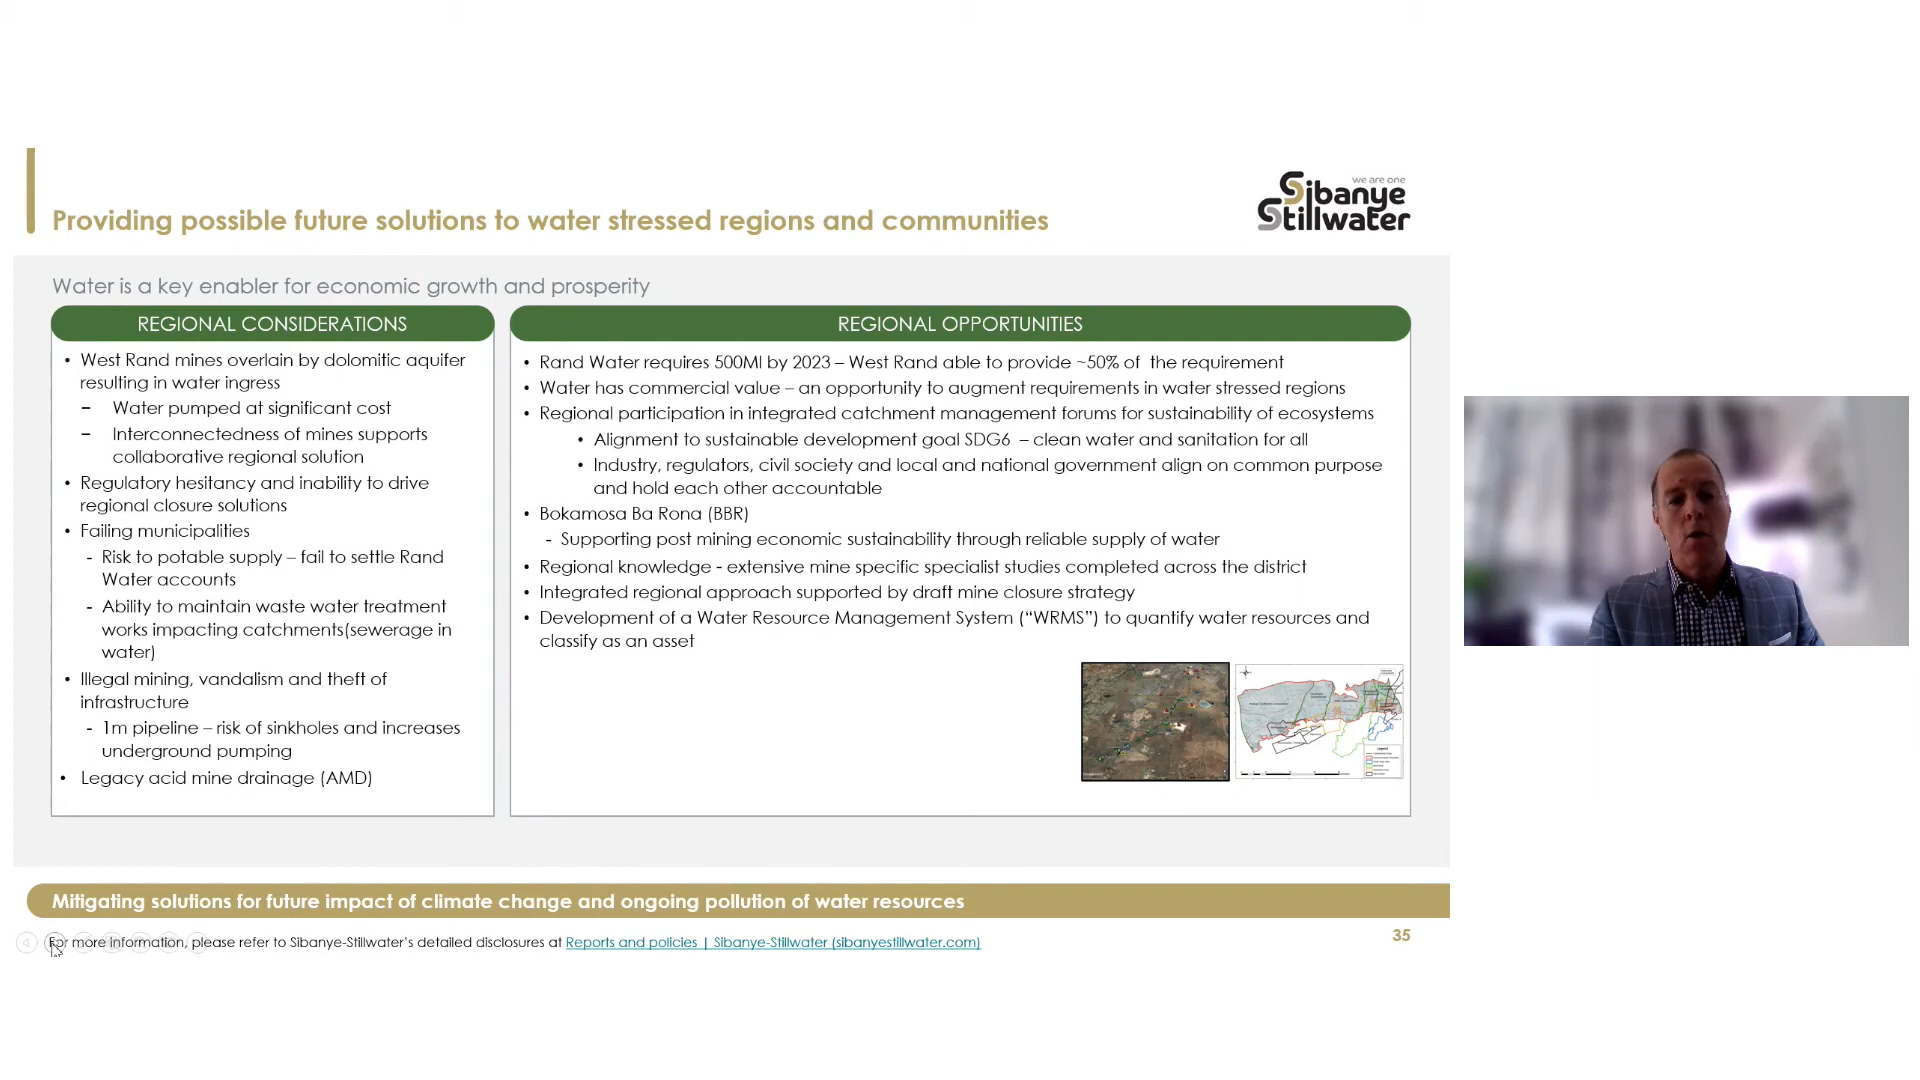 we are one
Sibanye
Stillwater
Providing possible future solutions to water stressed regions and communities
Water is a key enabler for economic growth and prosperity
REGIONAL CONSIDERATIONS
• West Rand mines overlain by dolomitic aquifer
resulting in water ingress
– Water pumped at significant cost
– Interconnectedness of mines supports
collaborative regional solution
• Regulatory hesitancy and inability to drive
regional closure solutions
• Failing municipalities
- Risk to potable supply – fail to settle Rand
Water accounts
- Ability to maintain waste water treatment
works impacting catchments(sewerage in
water)
• Illegal mining, vandalism and theft of
infrastructure
- 1m pipeline – risk of sinkholes and increases
underground pumping
• Legacy acid mine drainage (AMD)
REGIONAL OPPORTUNITIES
• Rand Water requires 500Ml by 2023 – West Rand able to provide ~50% of the requirement
• Water has commercial value – an opportunity to augment requirements in water stressed regions
• Regional participation in integrated catchment management forums for sustainability of ecosystems
• Alignment to sustainable development goal SDG6 – clean water and sanitation for all
• Industry, regulators, civil society and local and national government align on common purpose
and hold each other accountable
• Bokamosa Ba Rona (BBR)
- Supporting post mining economic sustainability through reliable supply of water
• Regional knowledge - extensive mine specific specialist studies completed across the district
• Integrated regional approach supported by draft mine closure strategy
• Development of a Water Resource Management System (“WRMS”) to quantify water resources and
classify as an asset
Mitigating solutions for future impact of climate change and ongoing pollution of water resources
For more information, please refer to Sibanye-Stillwater’s detailed disclosures at Reports and policies | Sibanye-Stillwater (sibanyestillwater.com)
35